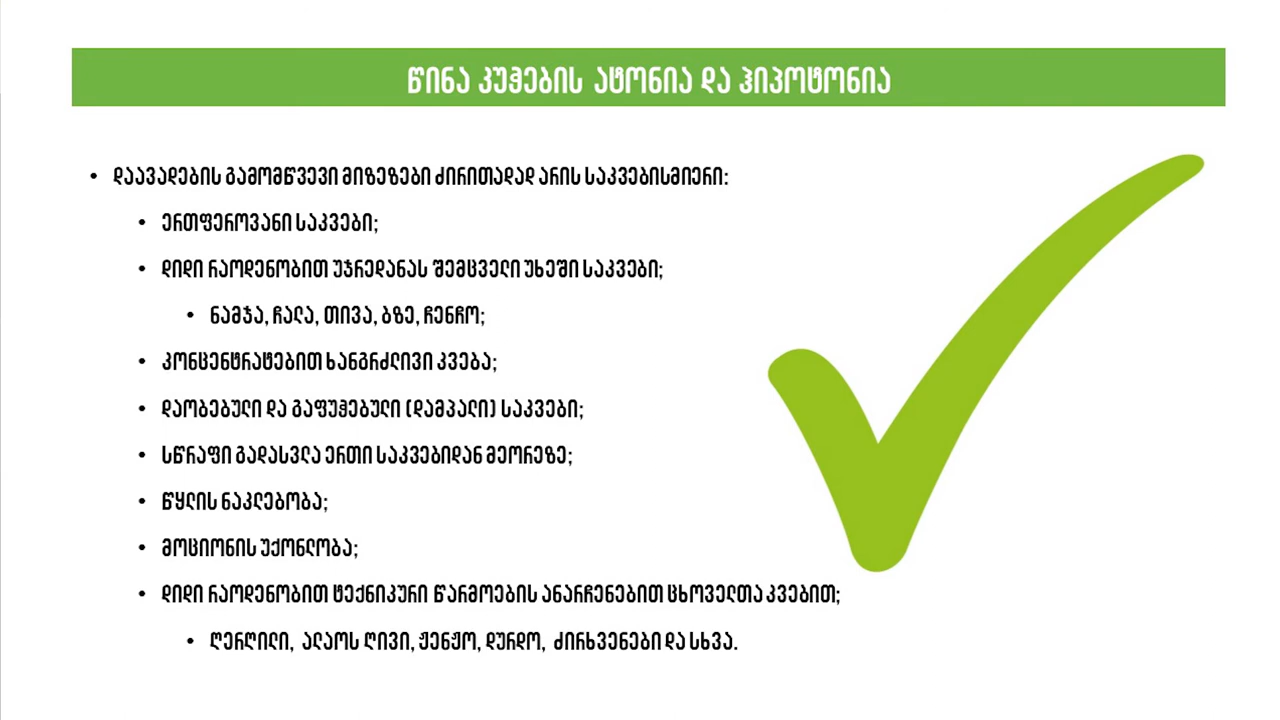 წინა კუჭების ატონია და ჰიპოტონია
• დაავადების გამომწვევი მიზეზები ძირითადად არის საკვებისმიერი:
• ერთფეროვანი საკვები;
• დიდი რაოდენობით უჯრედანას შემცველი უხეში საკვები;
• ნამჯა, ჩალა, თივა, ბზე, ჩენჩო;
• კონცენტრატებით ხანგრძლივი კვება;
• დაობებული და გაფუჭებული (დამპალი) საკვები;
• სწრაფი გადასვლა ერთი საკვებიდან მეორეზე;
• წყლის ნაკლებობა;
• მოციონის უქონლობა;
• დიდი რაოდენობით ტექნიკური წარმოების ანარჩენებით ცხოველთა კვებით;
• ღერღილი, ალაოს ღივი, ჟენჟო, დურდო, ძირხვენები და სხვა.